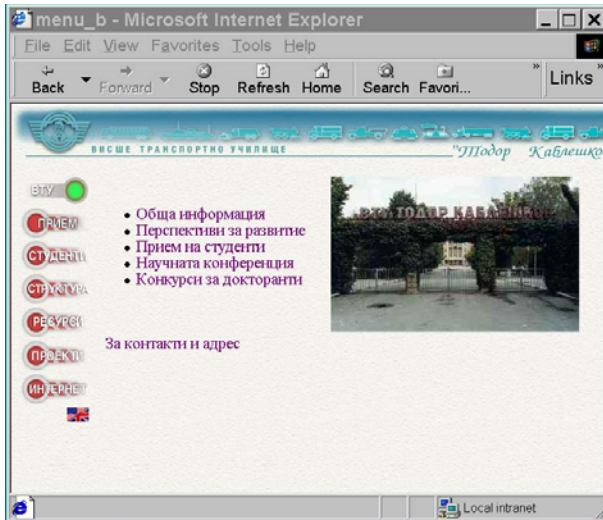 menu_b - Microsoft Internet Explorer
File Edit View Favorites Tools Help
Back Forward Stop Refresh Home Search Favori... » Links »
ВИСШЕ ТРАНСПОРТНО УЧИЛИЩЕ "Тодор Каблешко
ВТУ
ПРИЕМ
СТУДЕНТИ
СТРУКТУРА
РЕСУРСИ
ПРОЕКТИ
ИНТЕРНЕТ
• Обща информация
• Перспективи за развитие
• Прием на студенти
• Научната конференция
• Конкурси за докторанти
ВТУ ТОДОР КАБЛЕШКОВ
За контакти и адрес
Local intranet